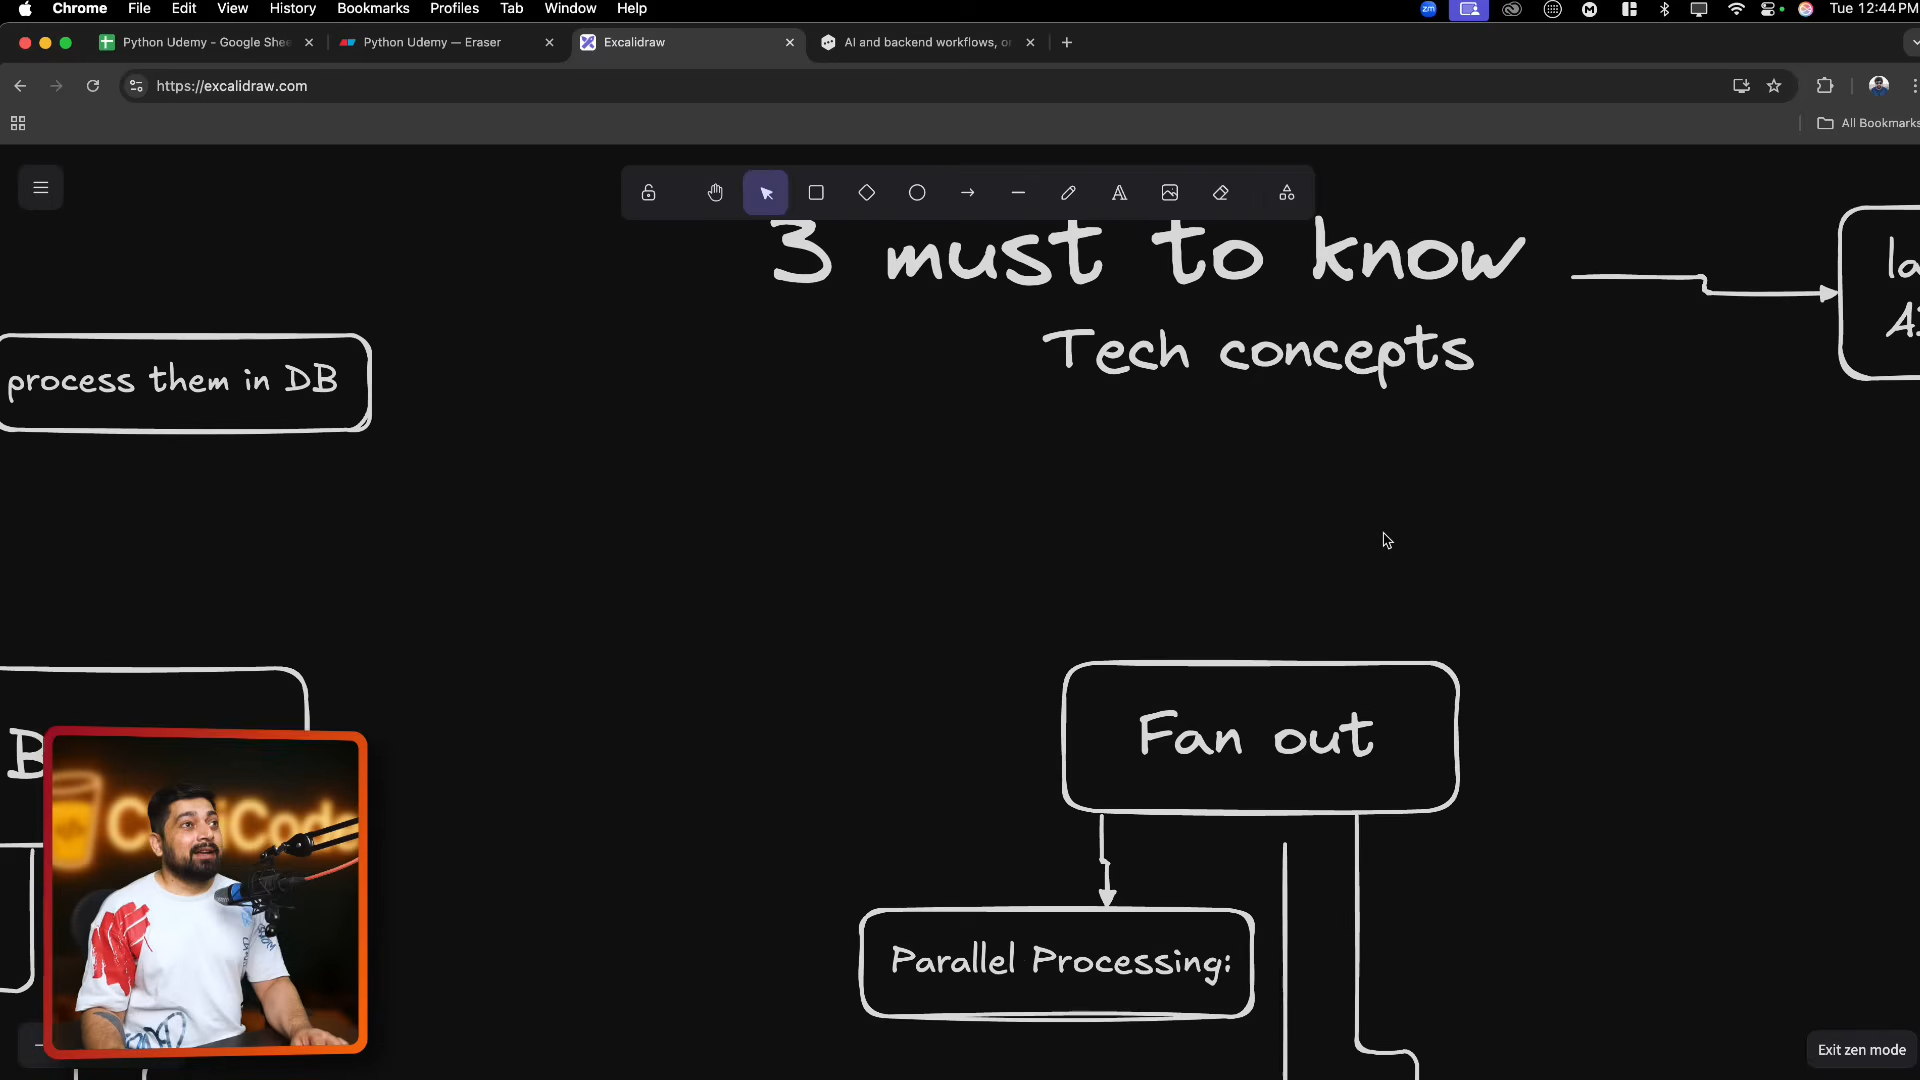 Chrome File Edit View History Bookmarks Profiles Tab Window Help
zm
Tue 12:44 PM
Python Udemy - Google Shee
Python Udemy — Eraser
Excalidraw
AI and backend workflows, or
https://excalidraw.com
All Bookmarks
3 must to know
Tech concepts
process them in DB
Fan out
Parallel Processing:
Exit zen mode